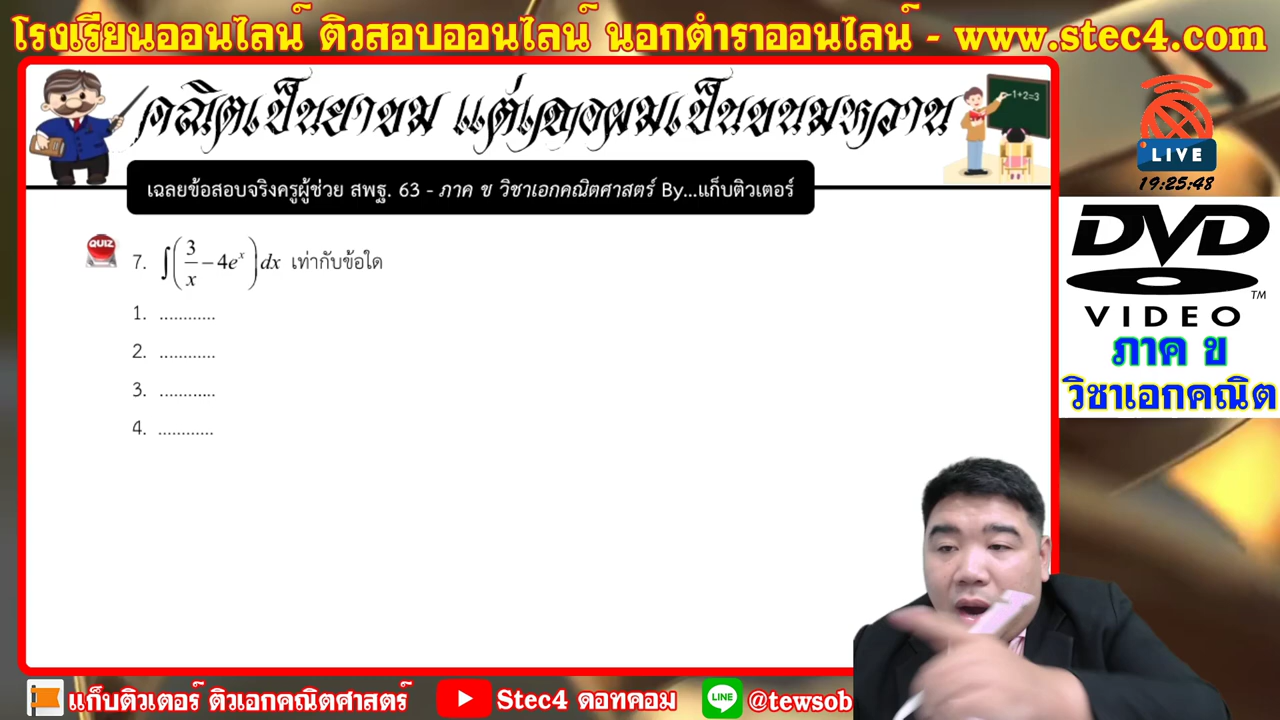 โรงเรียนออนไลน์ ติวสอบออนไลน์ นอกตำราออนไลน์ - www.stec4.com
คณิตเป็นยาขม แต่เธอผมเป็นขนมหวาน
1+2=3
LIVE
19:25:48
เฉลยข้อสอบจริงครูผู้ช่วย สพฐ. 63 - ภาค ข วิชาเอกคณิตศาสตร์ By...แก็บติวเตอร์
DVD
VIDEO TM
ภาค ข
วิชาเอกคณิต
QUIZ
7. ∫(3/x − 4eˣ)dx เท่ากับข้อใด
1. ............
2. ............
3. ............
4. ............
แก็บติวเตอร์ ติวเอกคณิตศาสตร์ Stec4 ดอทคอม LINE @tewsob